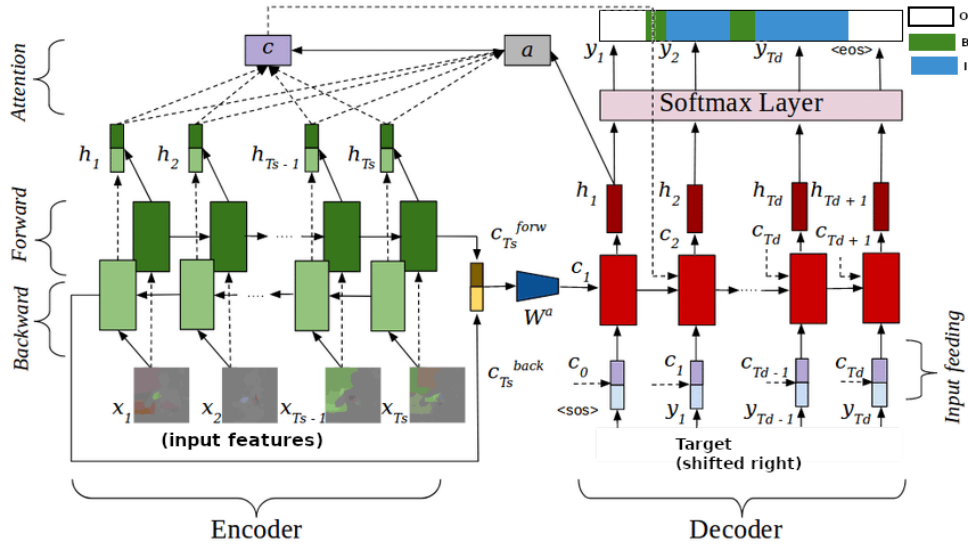 Attention
Forward
Backward
c
a
h1
h2
hTs - 1
hTs
cTs^forw
cTs^back
W^a
x1
x2
xTs - 1
xTs
(input features)
Encoder
O
B
I
y1
y2
yTd
<eos>
Softmax Layer
h1
h2
hTd
hTd + 1
c1
c2
cTd
cTd + 1
c0
c1
cTd - 1
cTd
<sos>
y1
yTd - 1
yTd
Input feeding
Target
(shifted right)
Decoder